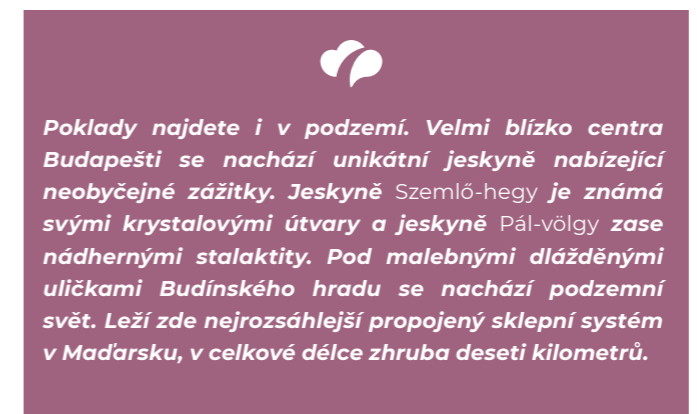 Poklady najdete i v podzemí. Velmi blízko centra
Budapešti se nachází unikátní jeskyně nabízející
neobyčejné zážitky. Jeskyně Szemlő-hegy je známá
svými krystalovými útvary a jeskyně Pál-völgy zase
nádhernými stalaktity. Pod malebnými dlážděnými
uličkami Budínského hradu se nachází podzemní
svět. Leží zde nejrozsáhlejší propojený sklepní systém
v Maďarsku, v celkové délce zhruba deseti kilometrů.